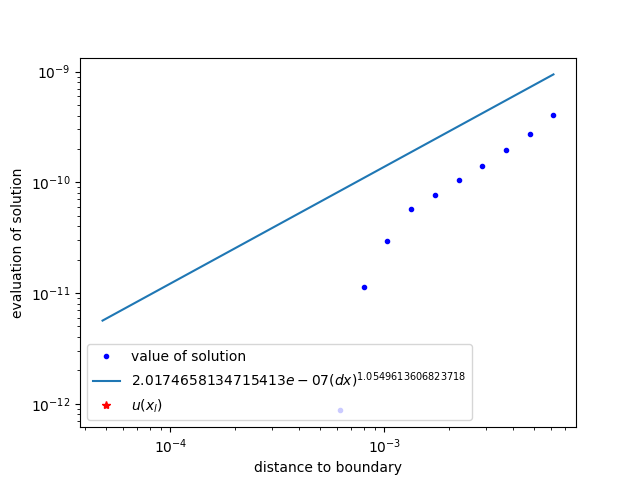 10⁻⁹
10⁻¹⁰
10⁻¹¹
10⁻¹²
evaluation of solution
value of solution
2.0174658134715413e − 07(dx)^1.0549613606823718
u(x_l)
10⁻⁴
10⁻³
distance to boundary